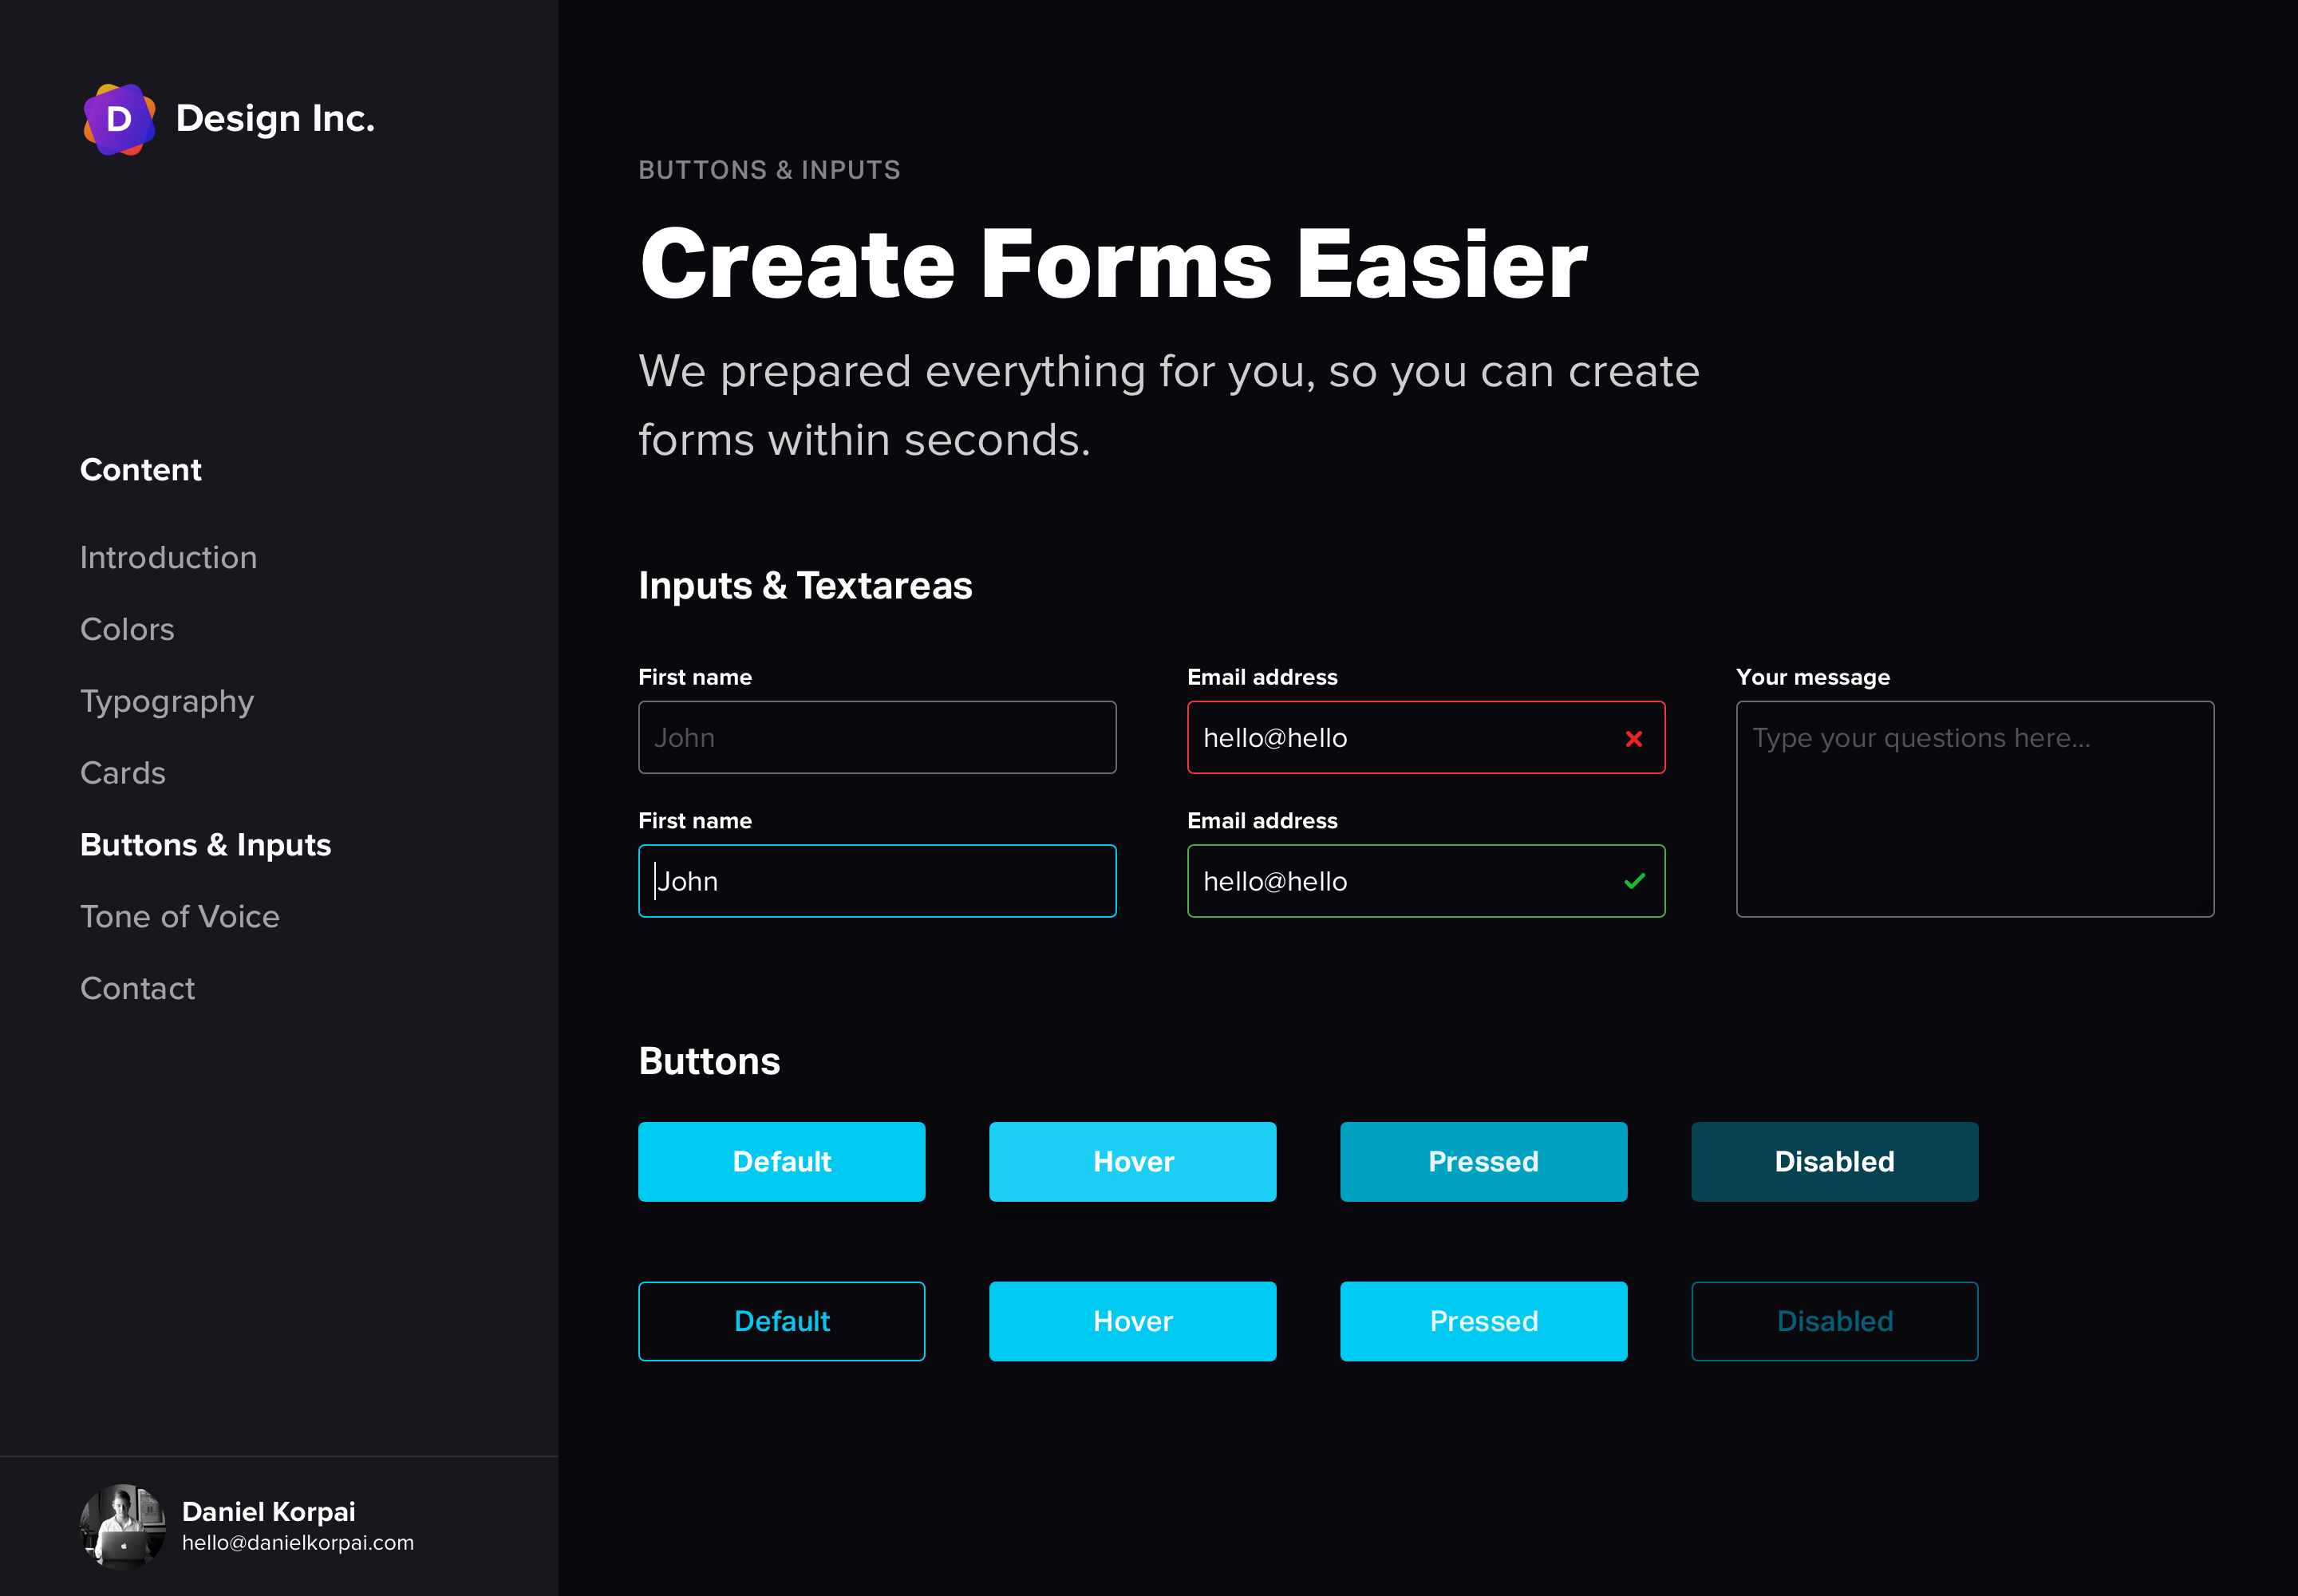 D
Design Inc.
Content
Introduction
Colors
Typography
Cards
Buttons & Inputs
Tone of Voice
Contact
Daniel Korpai
hello@danielkorpai.com
BUTTONS & INPUTS
Create Forms Easier
We prepared everything for you, so you can create
forms within seconds.
Inputs & Textareas
First name
John
Email address
hello@hello
Your message
Type your questions here...
First name
John
Email address
hello@hello
Buttons
Default
Hover
Pressed
Disabled
Default
Hover
Pressed
Disabled